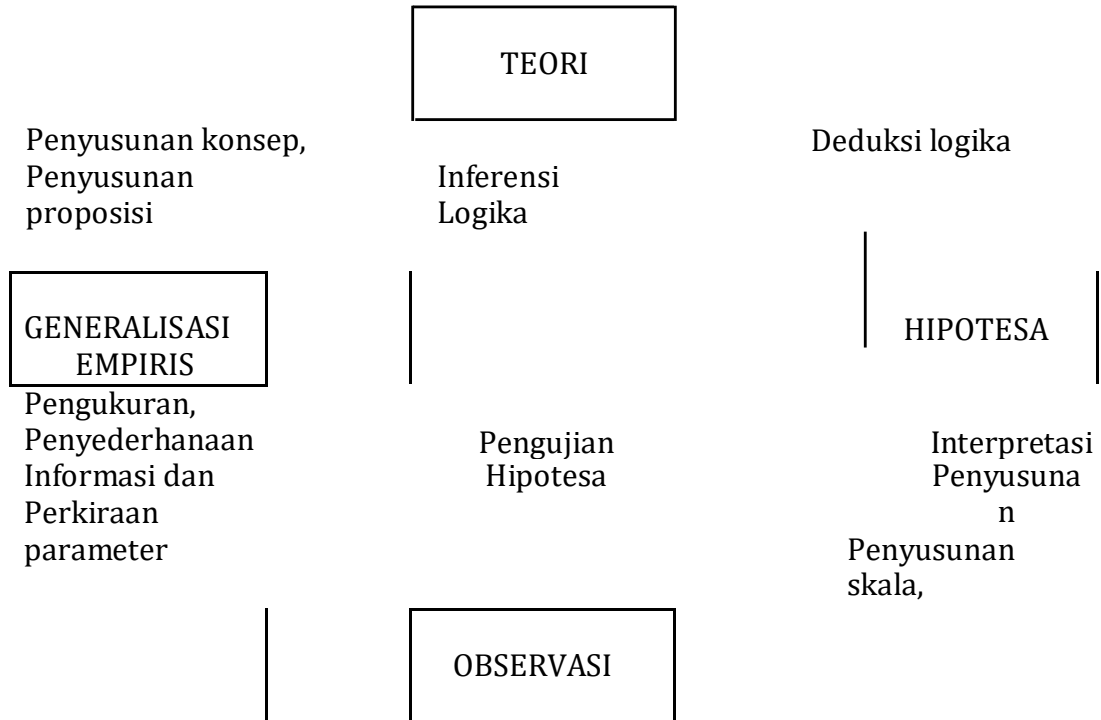 TEORI
Penyusunan konsep,
Penyusunan
proposisi
Inferensi
Logika
Deduksi logika
GENERALISASI
EMPIRIS
HIPOTESA
Pengukuran,
Penyederhanaan
Informasi dan
Perkiraan
parameter
Pengujian
Hipotesa
Interpretasi
Penyusuna
n
Penyusunan
skala,
OBSERVASI